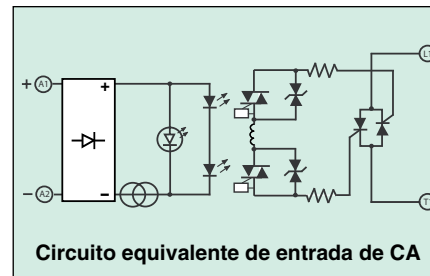 L1
+ A1
+
−
− A2
T1
Circuito equivalente de entrada de CA